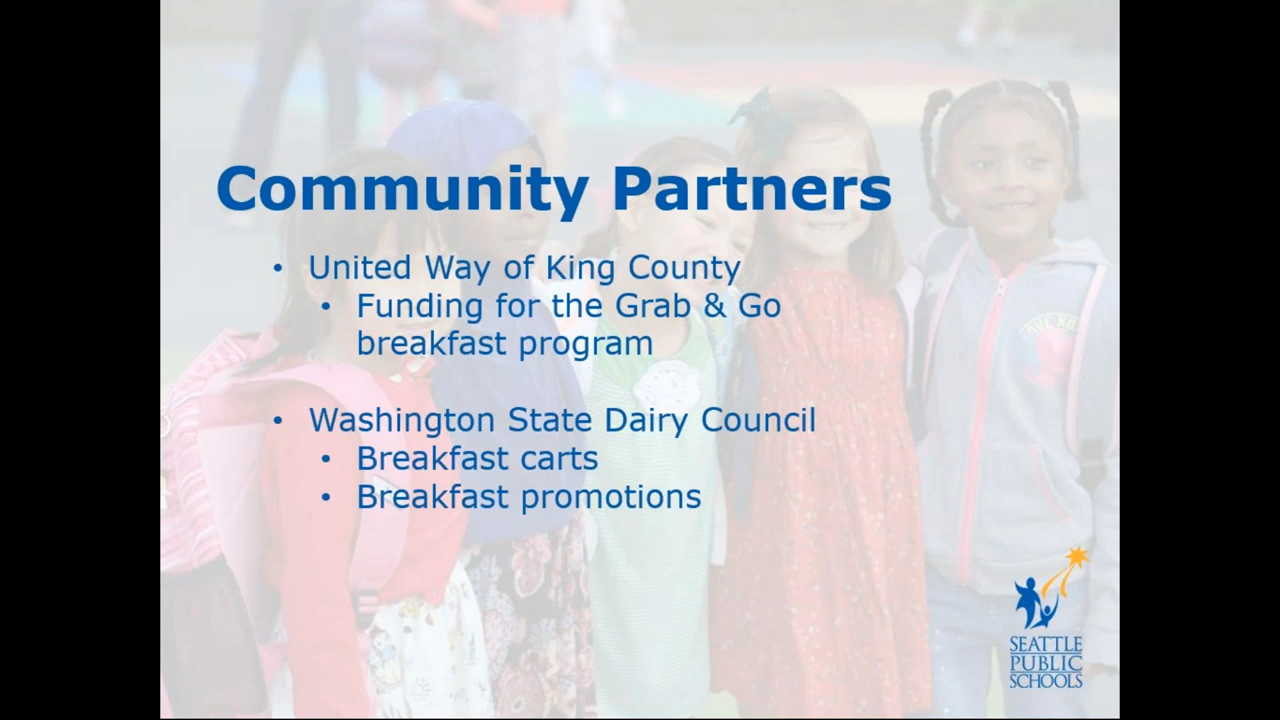 Community Partners
• United Way of King County
• Funding for the Grab & Go
breakfast program
• Washington State Dairy Council
• Breakfast carts
• Breakfast promotions
SEATTLE
PUBLIC
SCHOOLS